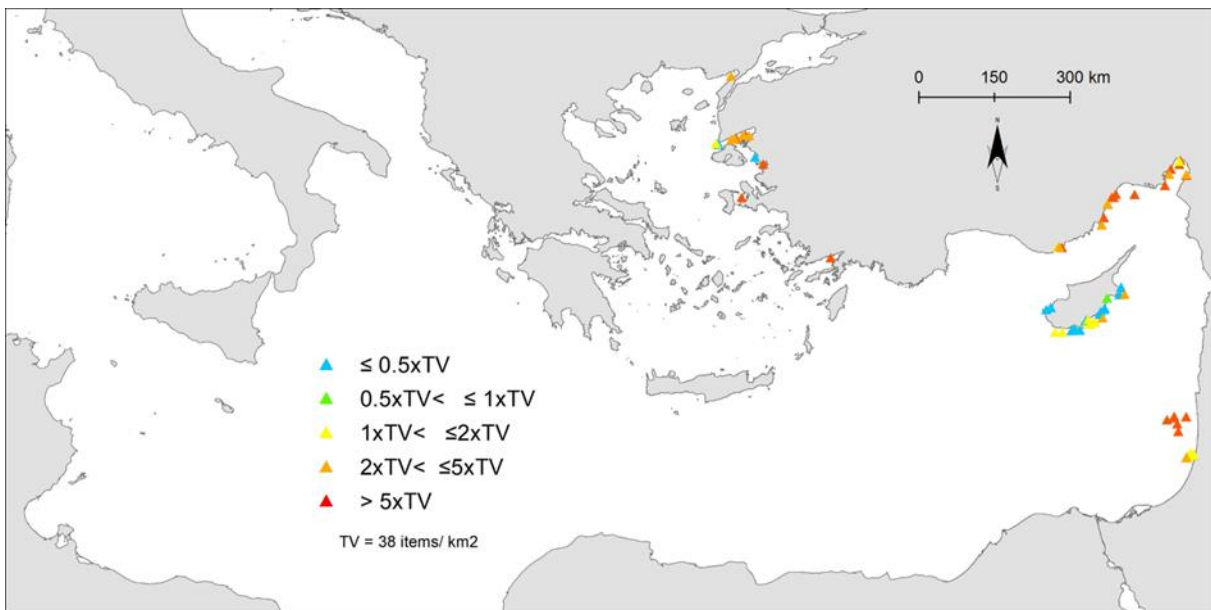 0 150 300 km
N
S
≤ 0.5xTV
0.5xTV< ≤ 1xTV
1xTV< ≤2xTV
2xTV< ≤5xTV
> 5xTV
TV = 38 items/ km2